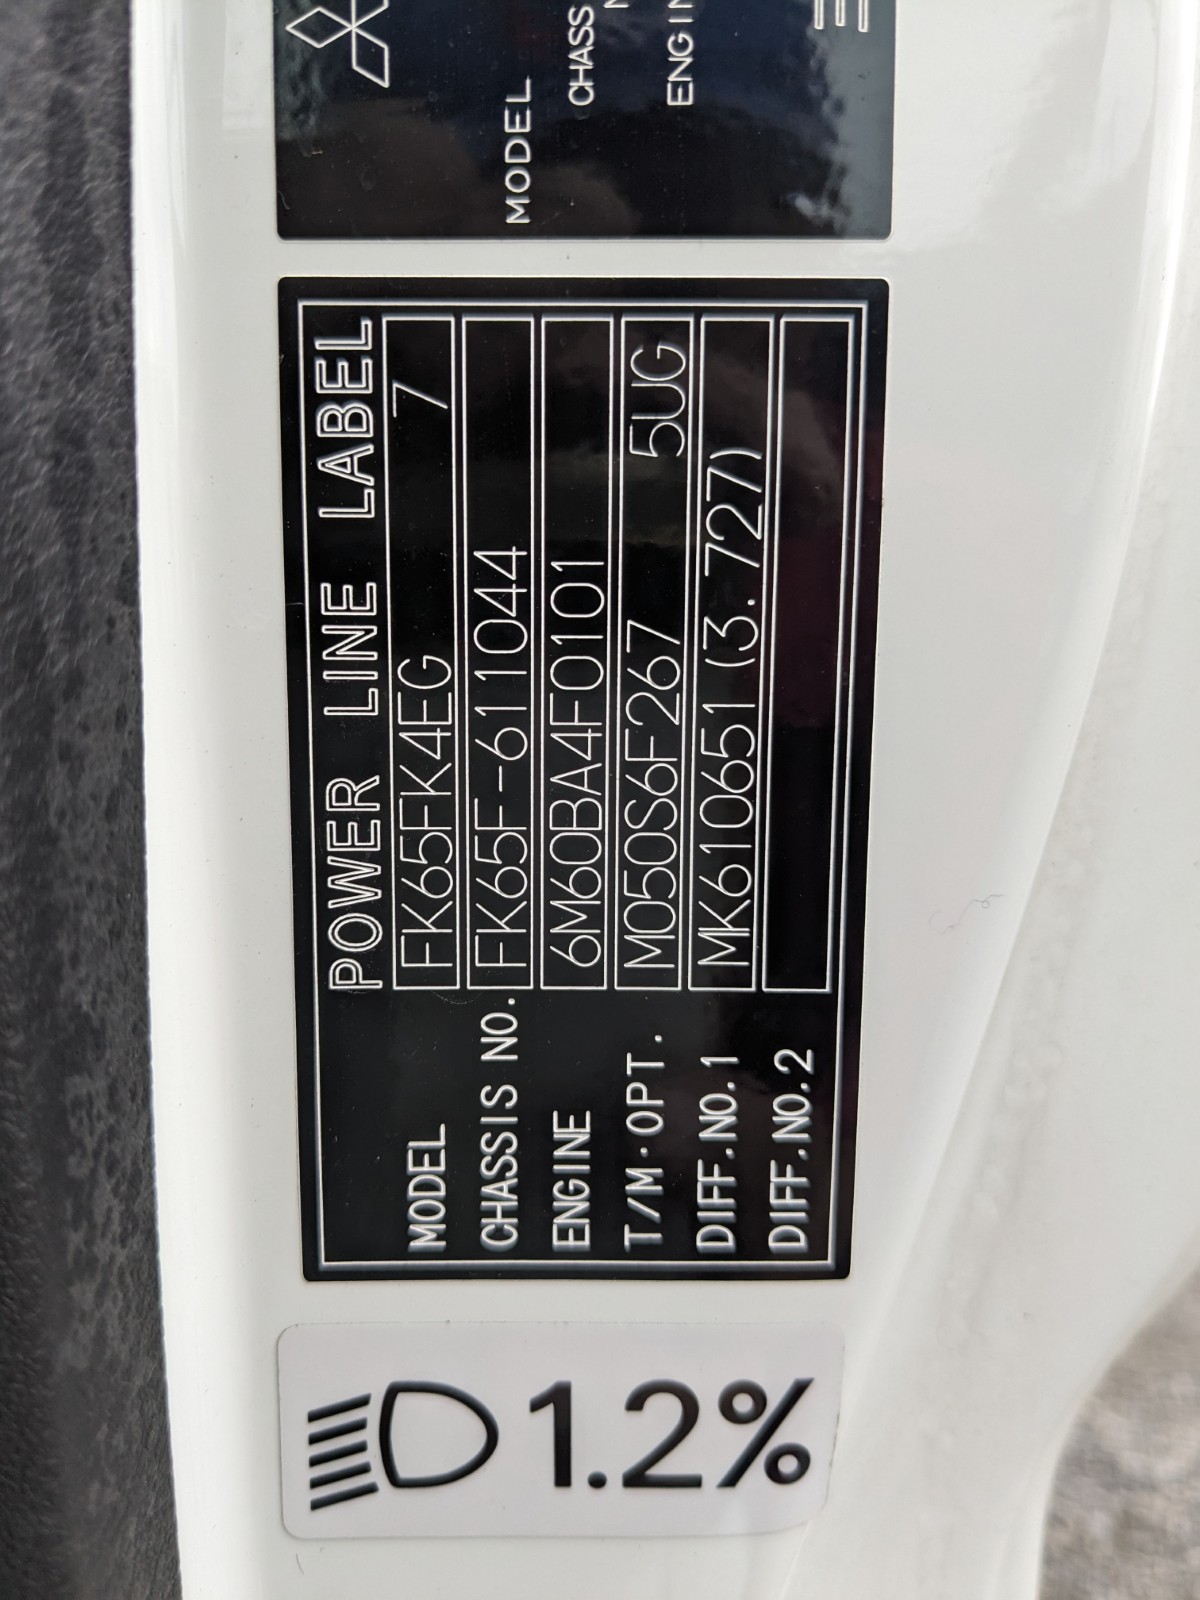 MODEL
CHASS
ENGIN
POWER LINE LABEL
MODEL FK65FK4EG 7
CHASSIS NO. FK65F-611044
ENGINE 6M60BA4F0101
T/M·OPT. M050S6F267 5UG
DIFF.NO.1 MK610651(3.727)
DIFF.NO.2
1.2%